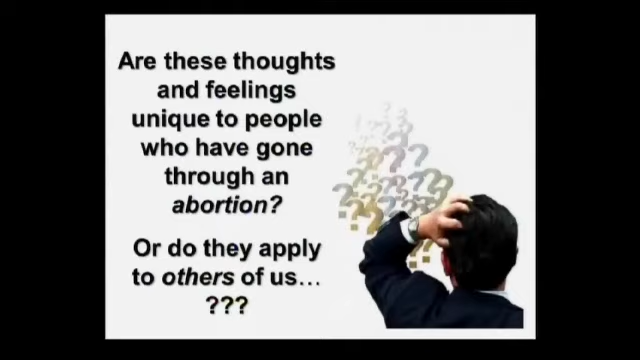 Are these thoughts
and feelings
unique to people
who have gone
through an
abortion?
Or do they apply
to others of us…
???